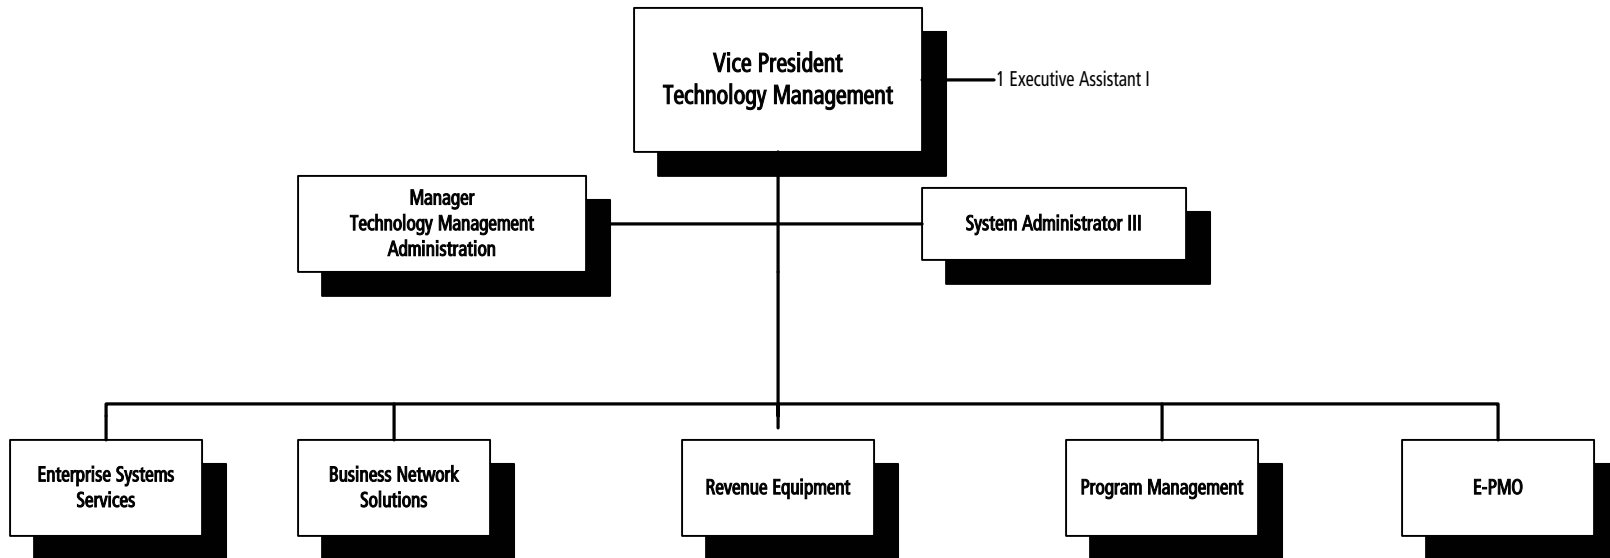 Vice President
Technology Management
1 Executive Assistant I
Manager
Technology Management
Administration
System Administrator III
Enterprise Systems
Services
Business Network
Solutions
Revenue Equipment
Program Management
E-PMO